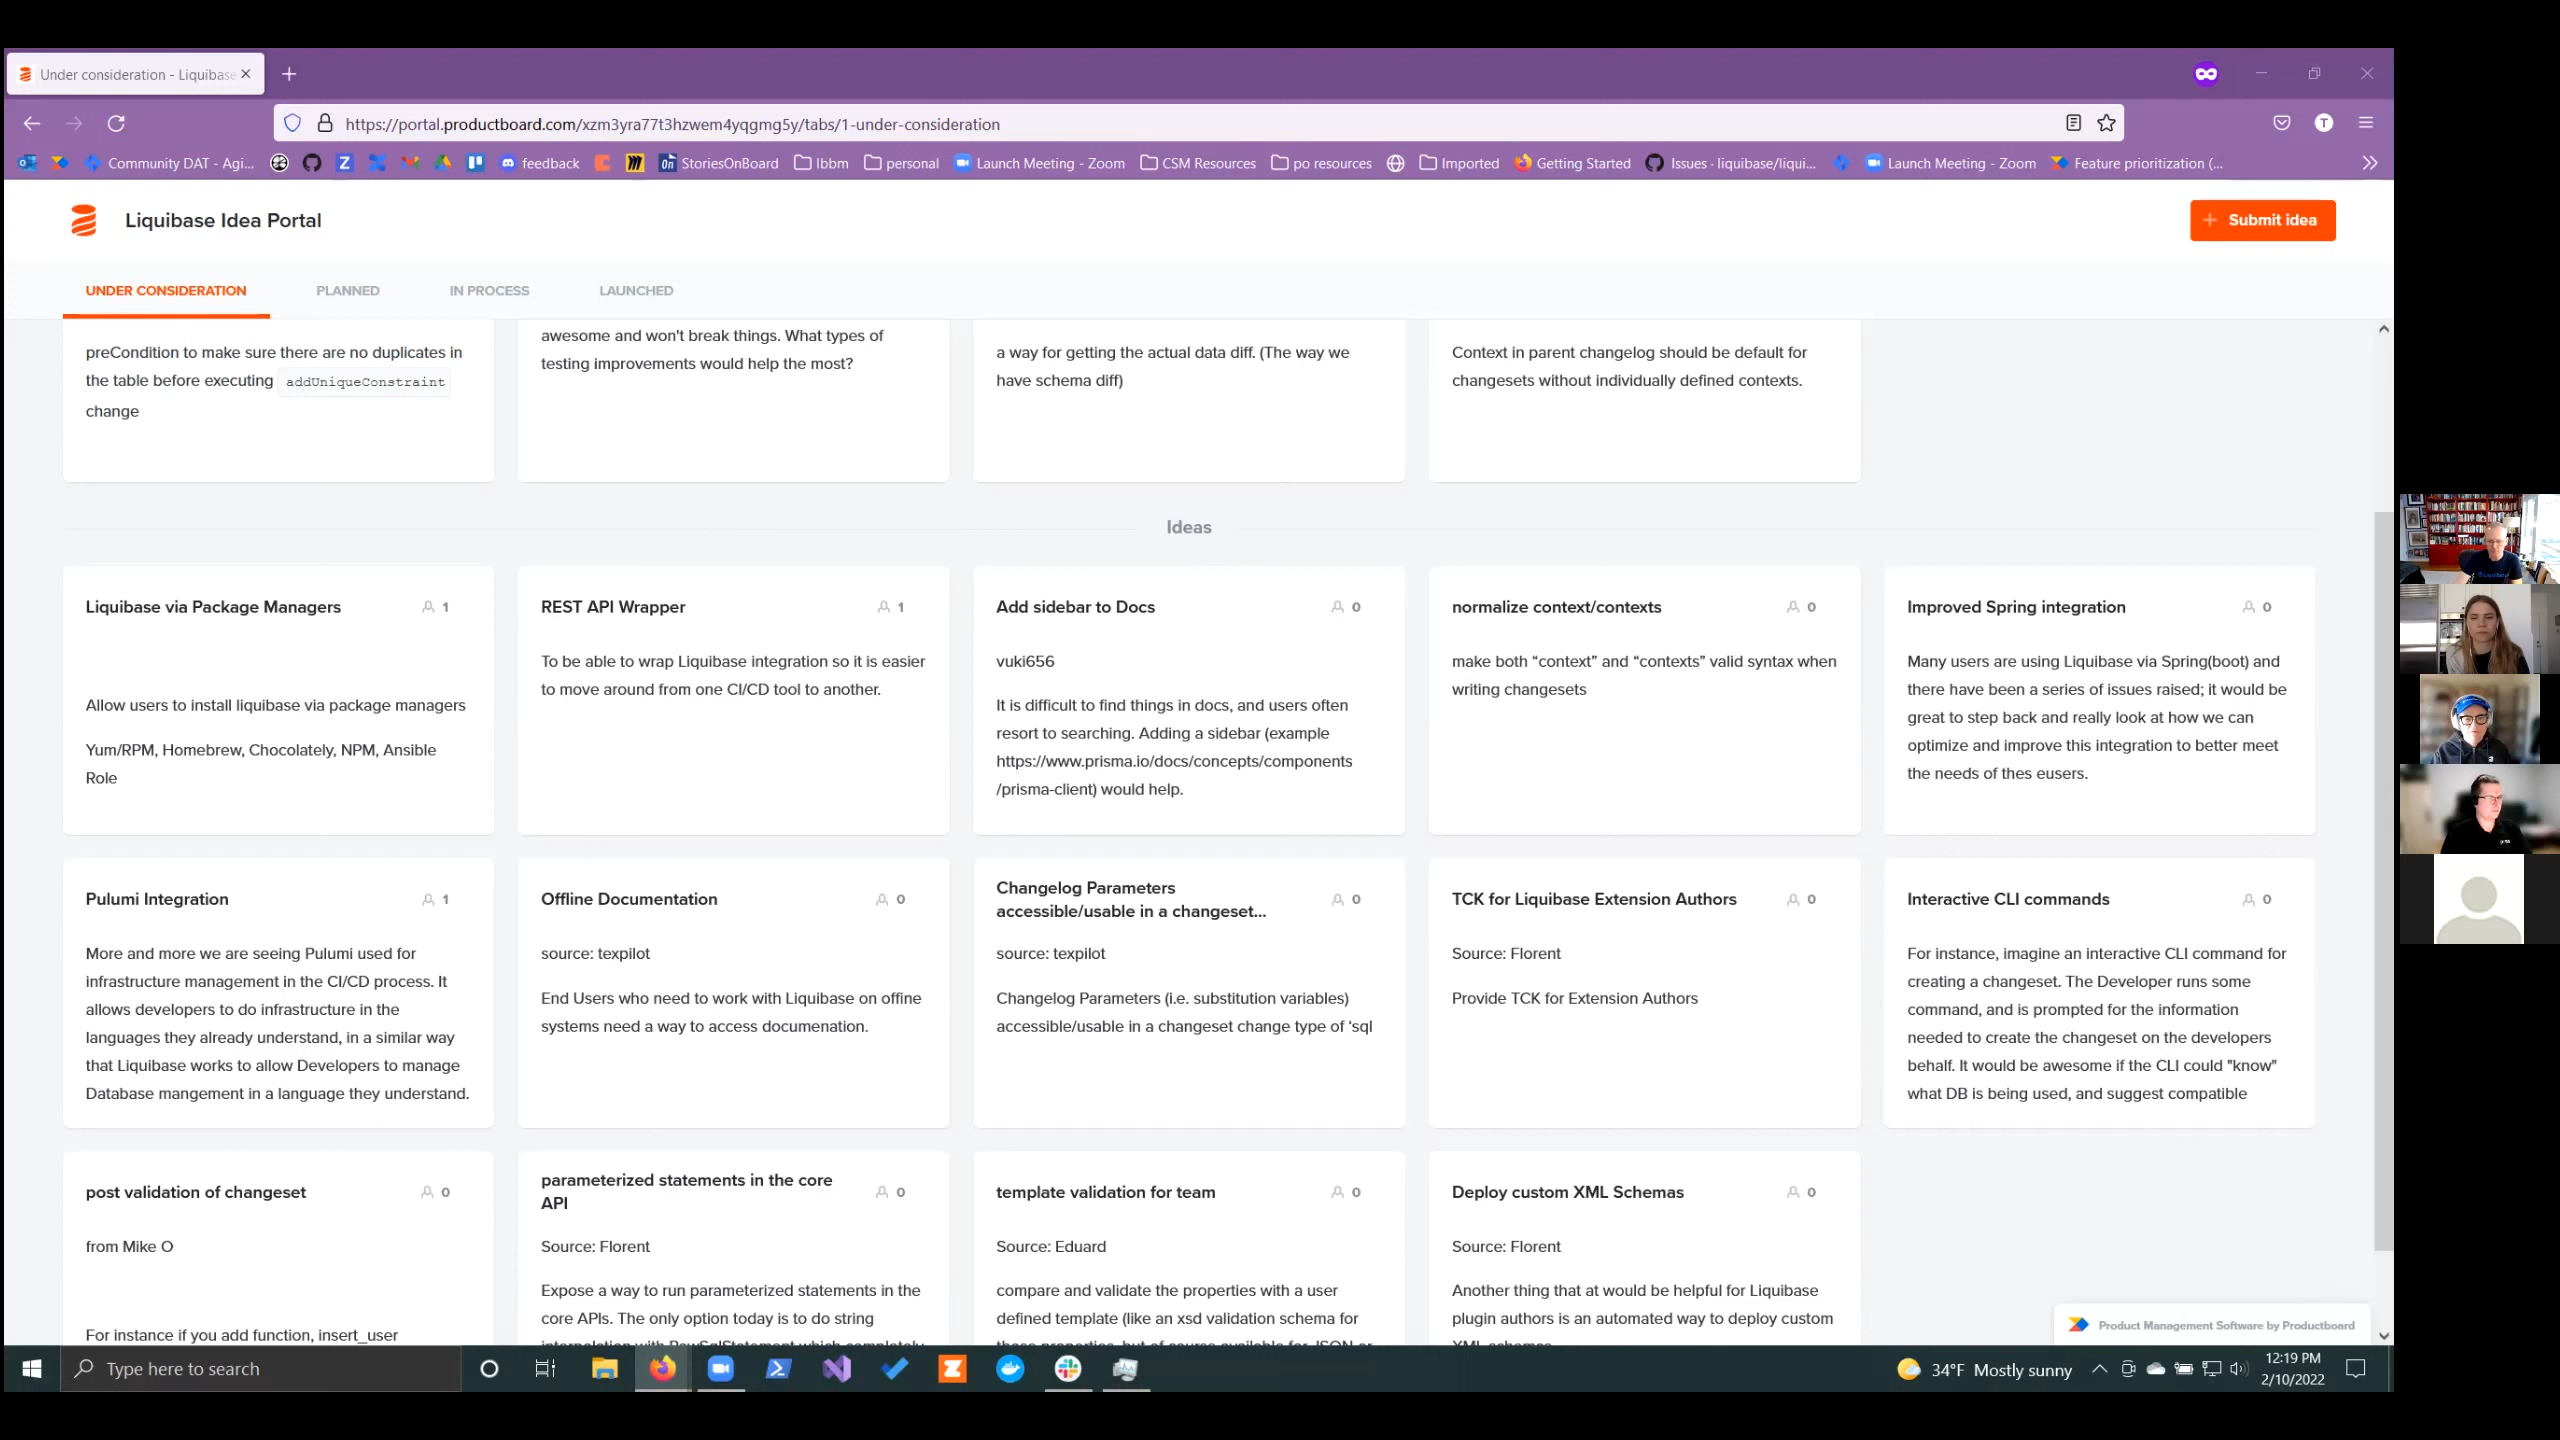 Under consideration - Liquibase
https://portal.productboard.com/xzm3yra77t3hzwem4yqgmg5y/tabs/1-under-consideration
T
Community DAT - Agi...
feedback
StoriesOnBoard
lbbm
personal
Launch Meeting - Zoom
CSM Resources
po resources
Imported
Getting Started
Issues · liquibase/liqui...
Launch Meeting - Zoom
Feature prioritization (...
Liquibase Idea Portal
+ Submit idea
UNDER CONSIDERATION
PLANNED
IN PROCESS
LAUNCHED
preCondition to make sure there are no duplicates in
the table before executing addUniqueConstraint
change
awesome and won't break things. What types of
testing improvements would help the most?
a way for getting the actual data diff. (The way we
have schema diff)
Context in parent changelog should be default for
changesets without individually defined contexts.
Ideas
Liquibase via Package Managers 1
Allow users to install liquibase via package managers
Yum/RPM, Homebrew, Chocolately, NPM, Ansible
Role
REST API Wrapper 1
To be able to wrap Liquibase integration so it is easier
to move around from one CI/CD tool to another.
Add sidebar to Docs 0
vuki656
It is difficult to find things in docs, and users often
resort to searching. Adding a sidebar (example
https://www.prisma.io/docs/concepts/components
/prisma-client) would help.
normalize context/contexts 0
make both “context” and “contexts” valid syntax when
writing changesets
Improved Spring integration 0
Many users are using Liquibase via Spring(boot) and
there have been a series of issues raised; it would be
great to step back and really look at how we can
optimize and improve this integration to better meet
the needs of thes eusers.
Pulumi Integration 1
More and more we are seeing Pulumi used for
infrastructure management in the CI/CD process. It
allows developers to do infrastructure in the
languages they already understand, in a similar way
that Liquibase works to allow Developers to manage
Database mangement in a language they understand.
Offline Documentation 0
source: texpilot
End Users who need to work with Liquibase on offine
systems need a way to access documenation.
Changelog Parameters
accessible/usable in a changeset... 0
source: texpilot
Changelog Parameters (i.e. substitution variables)
accessible/usable in a changeset change type of ‘sql
TCK for Liquibase Extension Authors 0
Source: Florent
Provide TCK for Extension Authors
Interactive CLI commands 0
For instance, imagine an interactive CLI command for
creating a changeset. The Developer runs some
command, and is prompted for the information
needed to create the changeset on the developers
behalf. It would be awesome if the CLI could "know"
what DB is being used, and suggest compatible
post validation of changeset 0
from Mike O
For instance if you add function, insert_user
parameterized statements in the core
API 0
Source: Florent
Expose a way to run parameterized statements in the
core APIs. The only option today is to do string
interpolation with RawSqlStatement which completely
template validation for team 0
Source: Eduard
compare and validate the properties with a user
defined template (like an xsd validation schema for
those properties, but of course available for JSON or
Deploy custom XML Schemas 0
Source: Florent
Another thing that at would be helpful for Liquibase
plugin authors is an automated way to deploy custom
XML schemas
Product Management Software by Productboard
Type here to search
34°F Mostly sunny
12:19 PM
2/10/2022